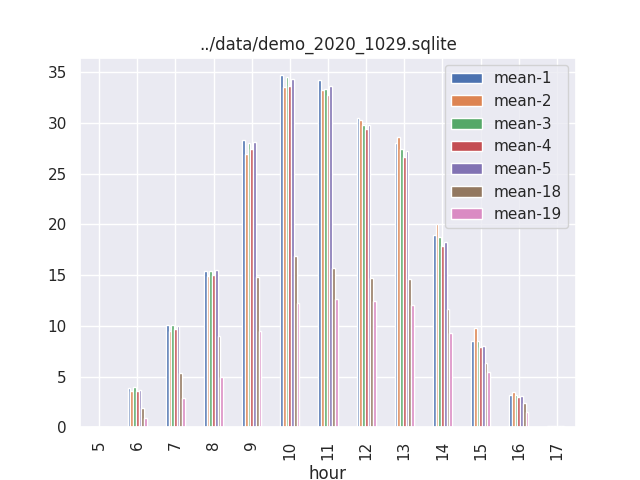 ../data/demo_2020_1029.sqlite
35
30
25
20
15
10
5
0
mean-1
mean-2
mean-3
mean-4
mean-5
mean-18
mean-19
5 6 7 8 9 10 11 12 13 14 15 16 17
hour